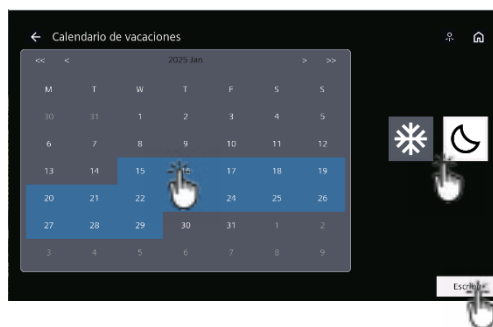 Calendario de vacaciones
<< < 2025 Jan > >>
M T W T F S S
30 31 1 2 3 4 5
6 7 8 9 10 11 12
13 14 15 16 17 18 19
20 21 22 24 25 26
27 28 29 30 31 1 2
3 4 5 6 7 8 9